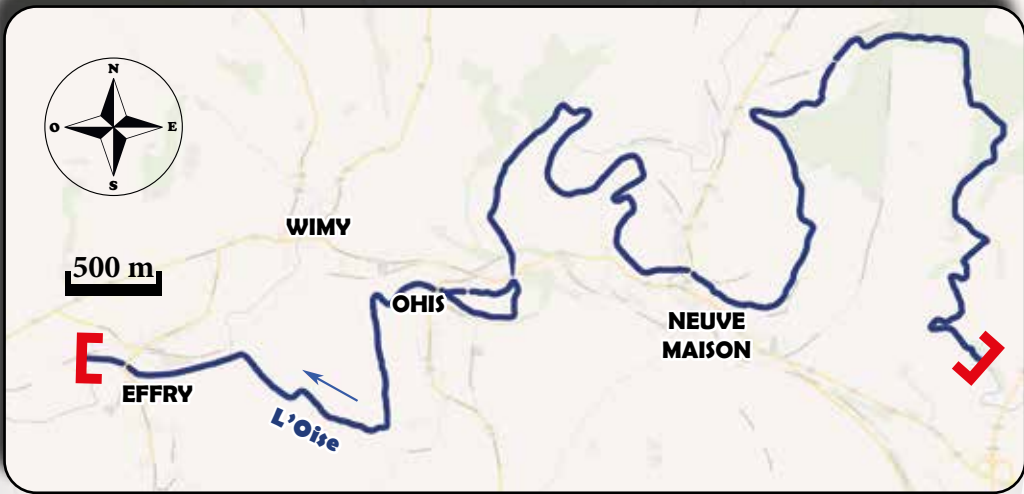 N
O
E
S
500 m
WIMY
OHIS
NEUVE
MAISON
EFFRY
L'Oise